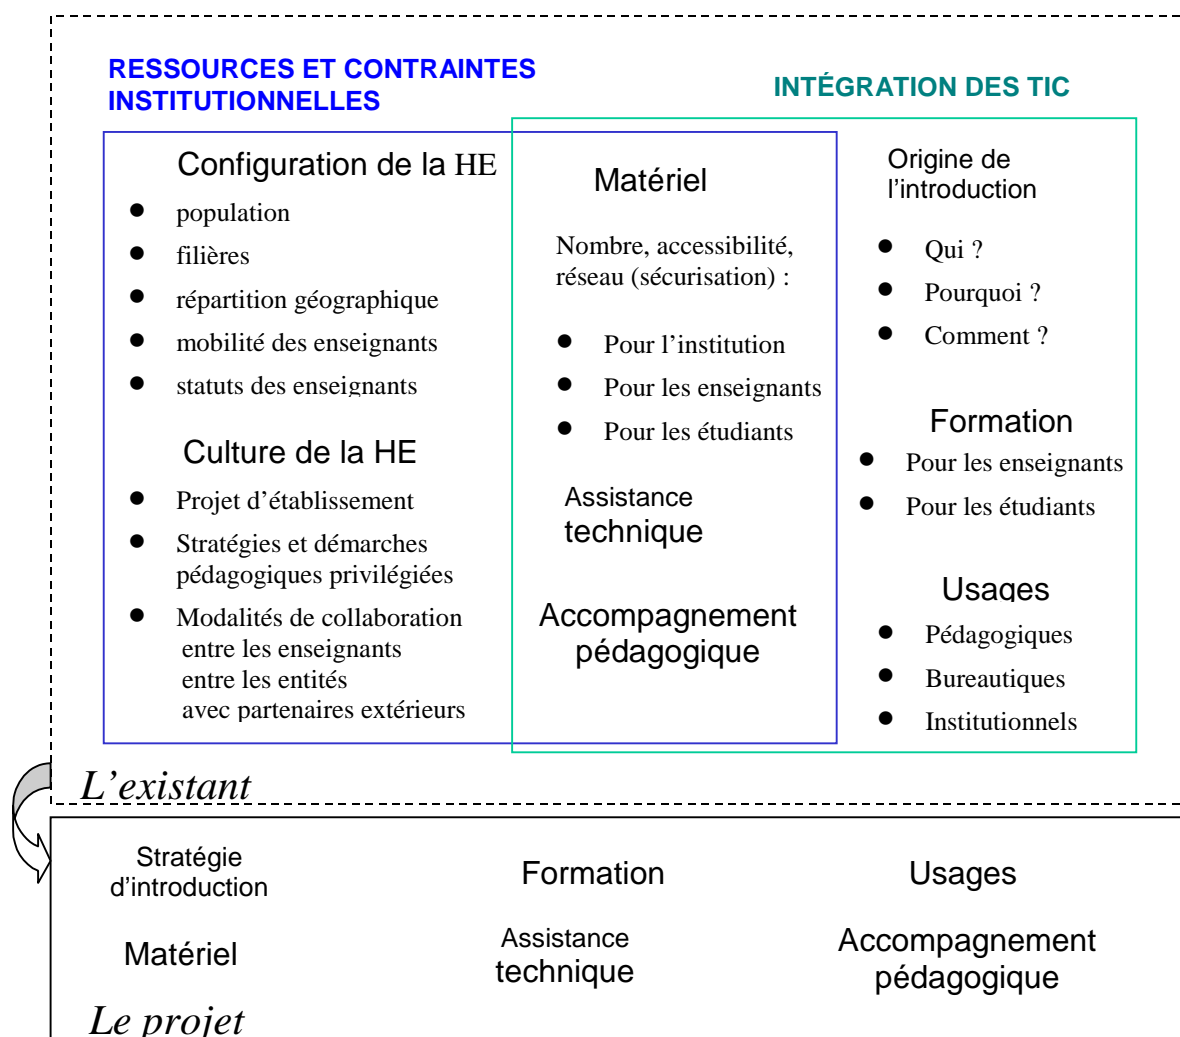 RESSOURCES ET CONTRAINTES
INSTITUTIONNELLES
INTÉGRATION DES TIC
Configuration de la HE
● population
● filières
● répartition géographique
● mobilité des enseignants
● statuts des enseignants
Culture de la HE
● Projet d’établissement
● Stratégies et démarches
pédagogiques privilégiées
● Modalités de collaboration
entre les enseignants
entre les entités
avec partenaires extérieurs
Matériel
Nombre, accessibilité,
réseau (sécurisation) :
● Pour l’institution
● Pour les enseignants
● Pour les étudiants
Assistance
technique
Accompagnement
pédagogique
Origine de
l’introduction
● Qui ?
● Pourquoi ?
● Comment ?
Formation
● Pour les enseignants
● Pour les étudiants
Usages
● Pédagogiques
● Bureautiques
● Institutionnels
L’existant
Stratégie
d’introduction
Formation
Usages
Matériel
Assistance
technique
Accompagnement
pédagogique
Le projet